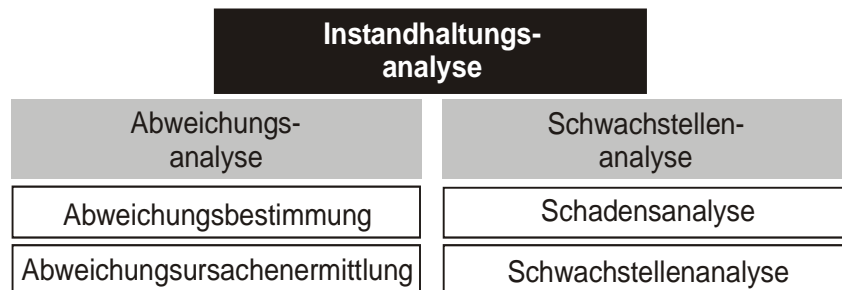 Instandhaltungs-
analyse
Abweichungs-
analyse
Schwachstellen-
analyse
Abweichungsbestimmung
Schadensanalyse
Abweichungsursachenermittlung
Schwachstellenanalyse